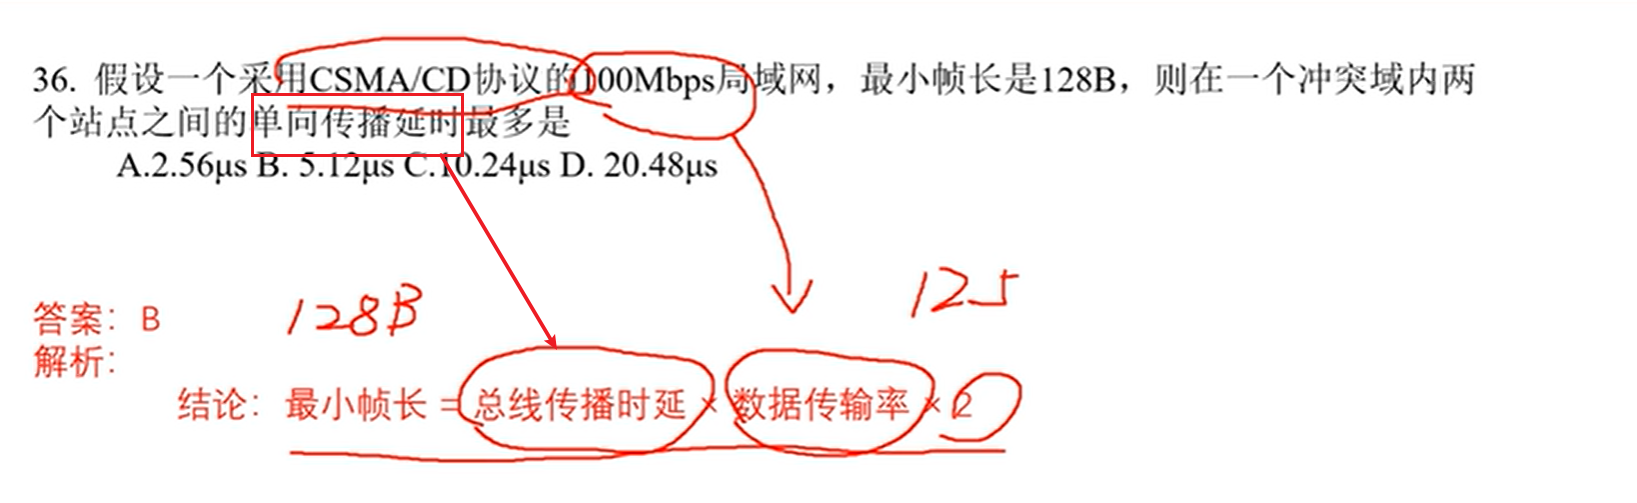 36. 假设一个采用CSMA/CD协议的100Mbps局域网，最小帧长是128B，则在一个冲突域内两
个站点之间的单向传播延时最多是
A.2.56μs B. 5.12μs C.10.24μs D. 20.48μs
125
答案：B 128B
解析：
结论：最小帧长 = 总线传播时延 × 数据传输率 × 2